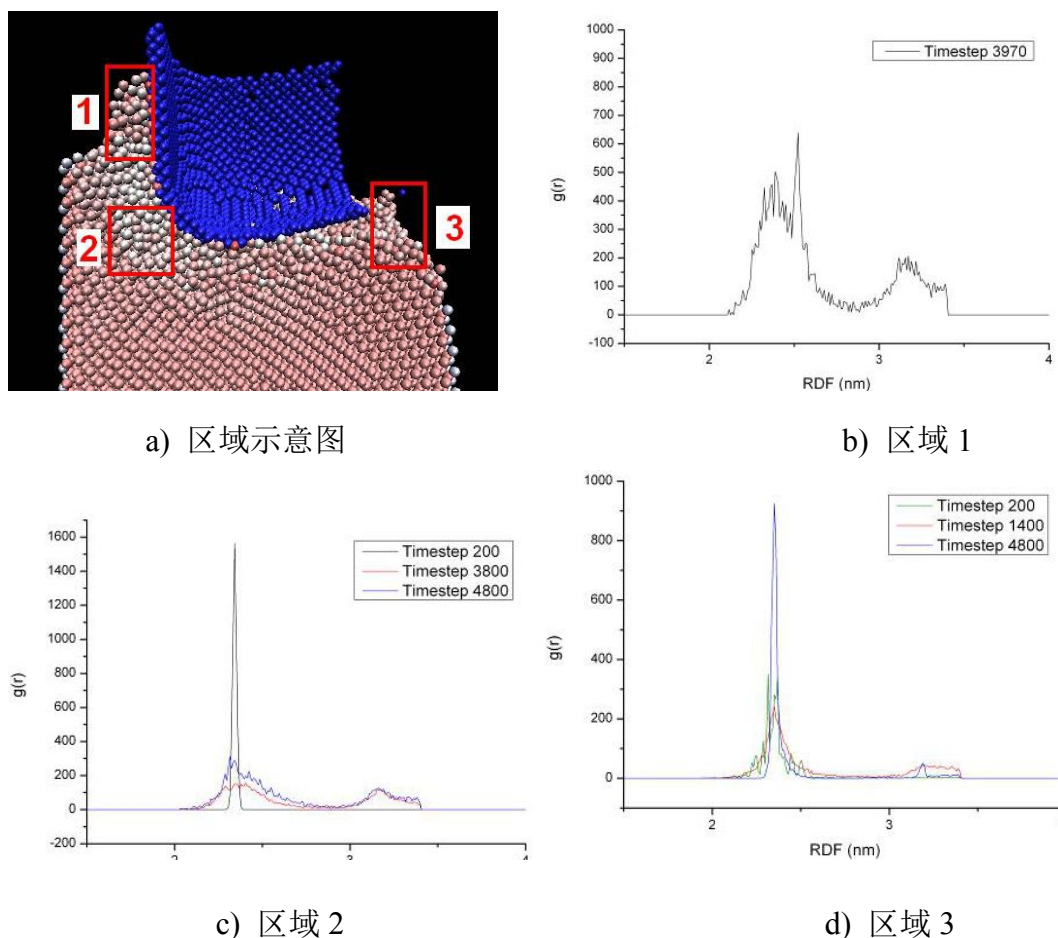 1
2
3
a) 区域示意图
1000
900
800
700
600
500
400
300
200
100
0
-100
2
3
4
g(r)
RDF (nm)
Timestep 3970
b) 区域 1
1600
1400
1200
1000
800
600
400
200
0
-200
2
3
4
g(r)
Timestep 200
Timestep 3800
Timestep 4800
c) 区域 2
1000
800
600
400
200
0
2
3
g(r)
RDF (nm)
Timestep 200
Timestep 1400
Timestep 4800
d) 区域 3